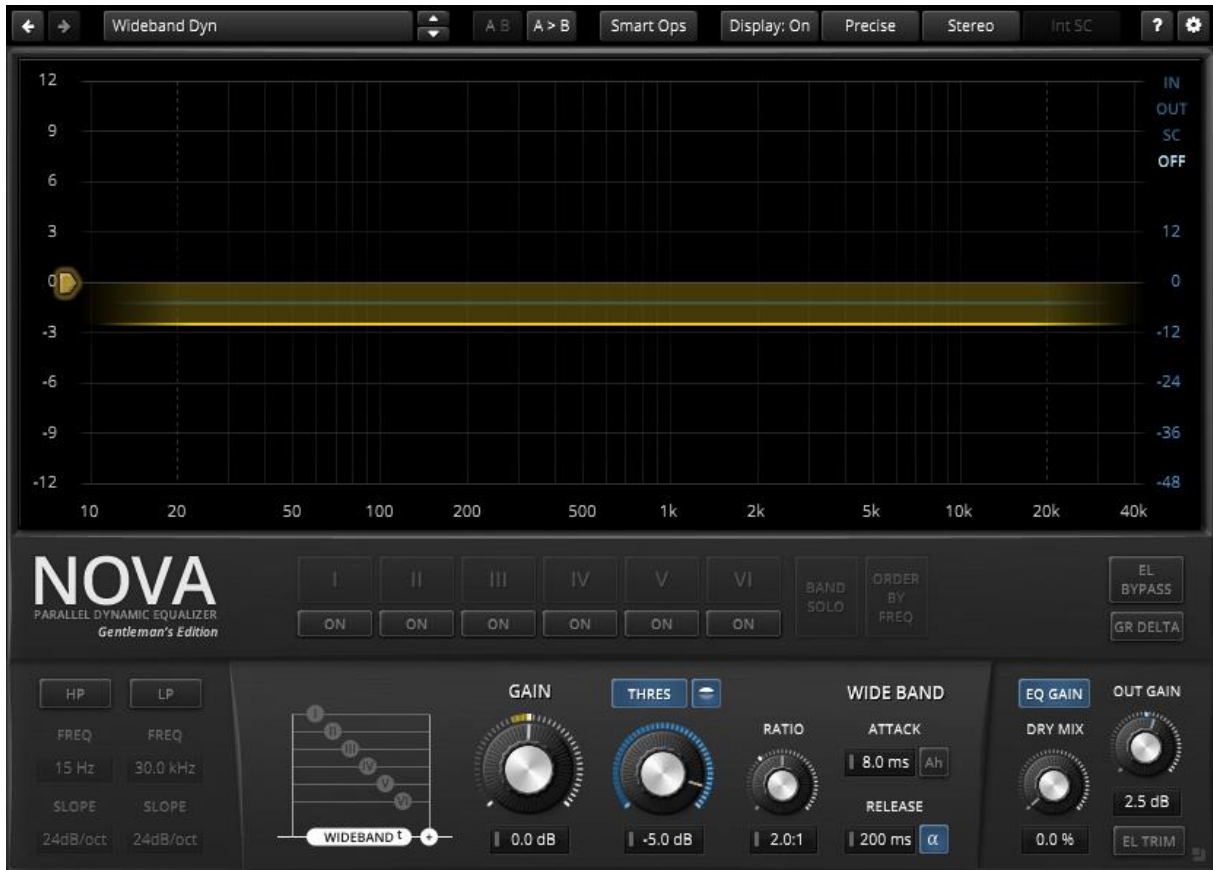 Wideband Dyn A B A > B Smart Ops Display: On Precise Stereo Int SC ?
12 IN
OUT
9 SC
OFF
6
3 12
0 0
-3 -12
-6 -24
-9 -36
-12 -48
10 20 50 100 200 500 1k 2k 5k 10k 20k 40k
NOVA
PARALLEL DYNAMIC EQUALIZER
Gentleman's Edition
I II III IV V VI
ON ON ON ON ON ON
BAND
SOLO
ORDER
BY
FREQ
EL
BYPASS
GR DELTA
HP LP
FREQ FREQ
15 Hz 30.0 kHz
SLOPE SLOPE
24dB/oct 24dB/oct
I
II
III
IV
V
VI
WIDEBAND t +
GAIN
0.0 dB
THRES
-5.0 dB
RATIO
2.0:1
WIDE BAND
ATTACK
8.0 ms Ah
RELEASE
200 ms α
EQ GAIN
DRY MIX
0.0 %
OUT GAIN
2.5 dB
EL TRIM